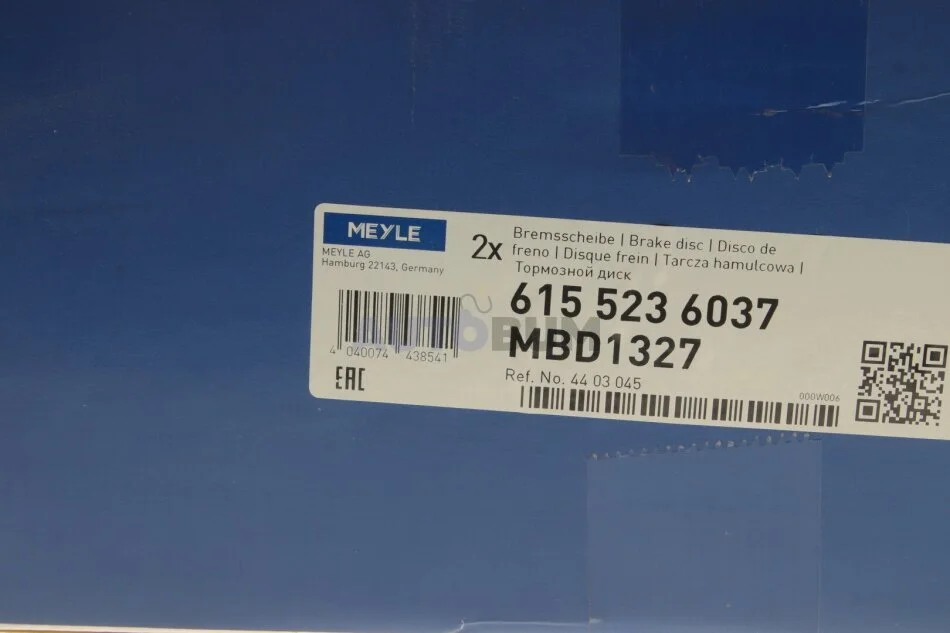 MEYLE
MEYLE AG
Hamburg 22143, Germany
2x
Bremsscheibe | Brake disc | Disco de
freno | Disque frein | Tarcza hamulcowa |
Тормозной диск
615 523 6037
MBD1327
AUTOBUM
4 040074 438541
EAC
Ref. No. 44 03 045
000W006